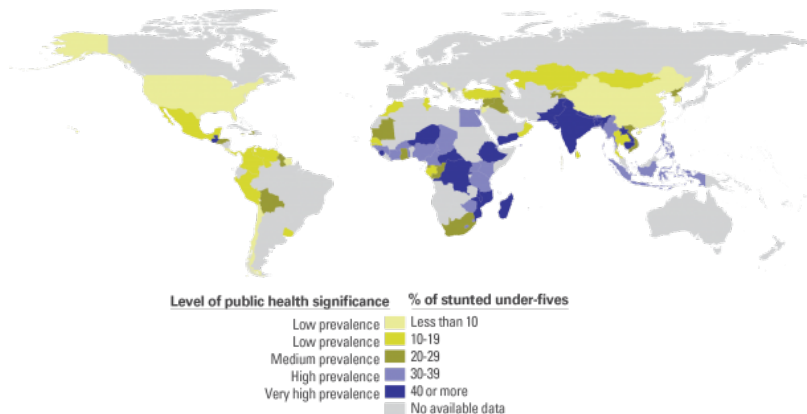 Level of public health significance % of stunted under-fives
Low prevalence Less than 10
Low prevalence 10-19
Medium prevalence 20-29
High prevalence 30-39
Very high prevalence 40 or more
No available data